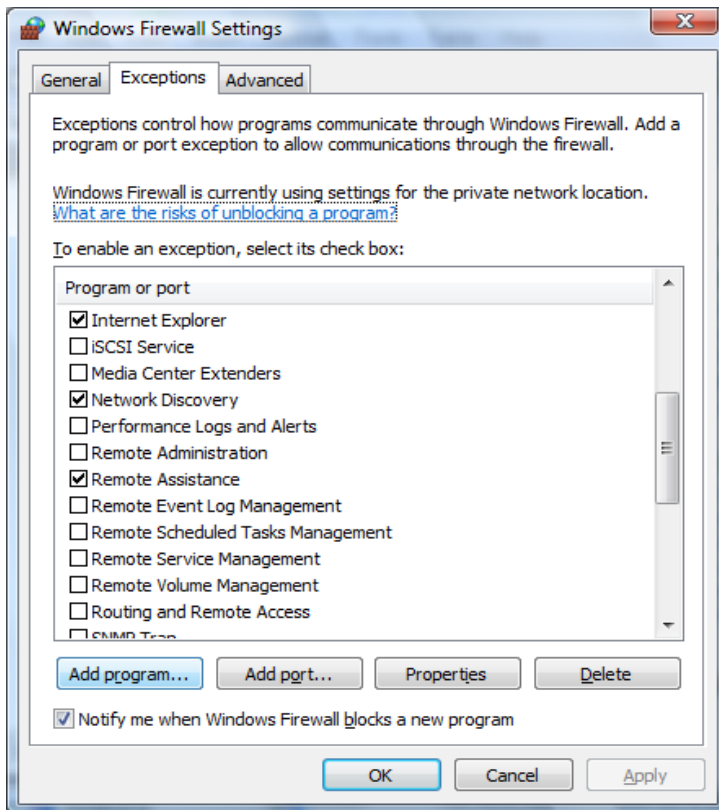 Windows Firewall Settings
General Exceptions Advanced
Exceptions control how programs communicate through Windows Firewall. Add a
program or port exception to allow communications through the firewall.
Windows Firewall is currently using settings for the private network location.
What are the risks of unblocking a program?
To enable an exception, select its check box:
Program or port
Internet Explorer
iSCSI Service
Media Center Extenders
Network Discovery
Performance Logs and Alerts
Remote Administration
Remote Assistance
Remote Event Log Management
Remote Scheduled Tasks Management
Remote Service Management
Remote Volume Management
Routing and Remote Access
SNMP Trap
Add program... Add port... Properties Delete
Notify me when Windows Firewall blocks a new program
OK Cancel Apply